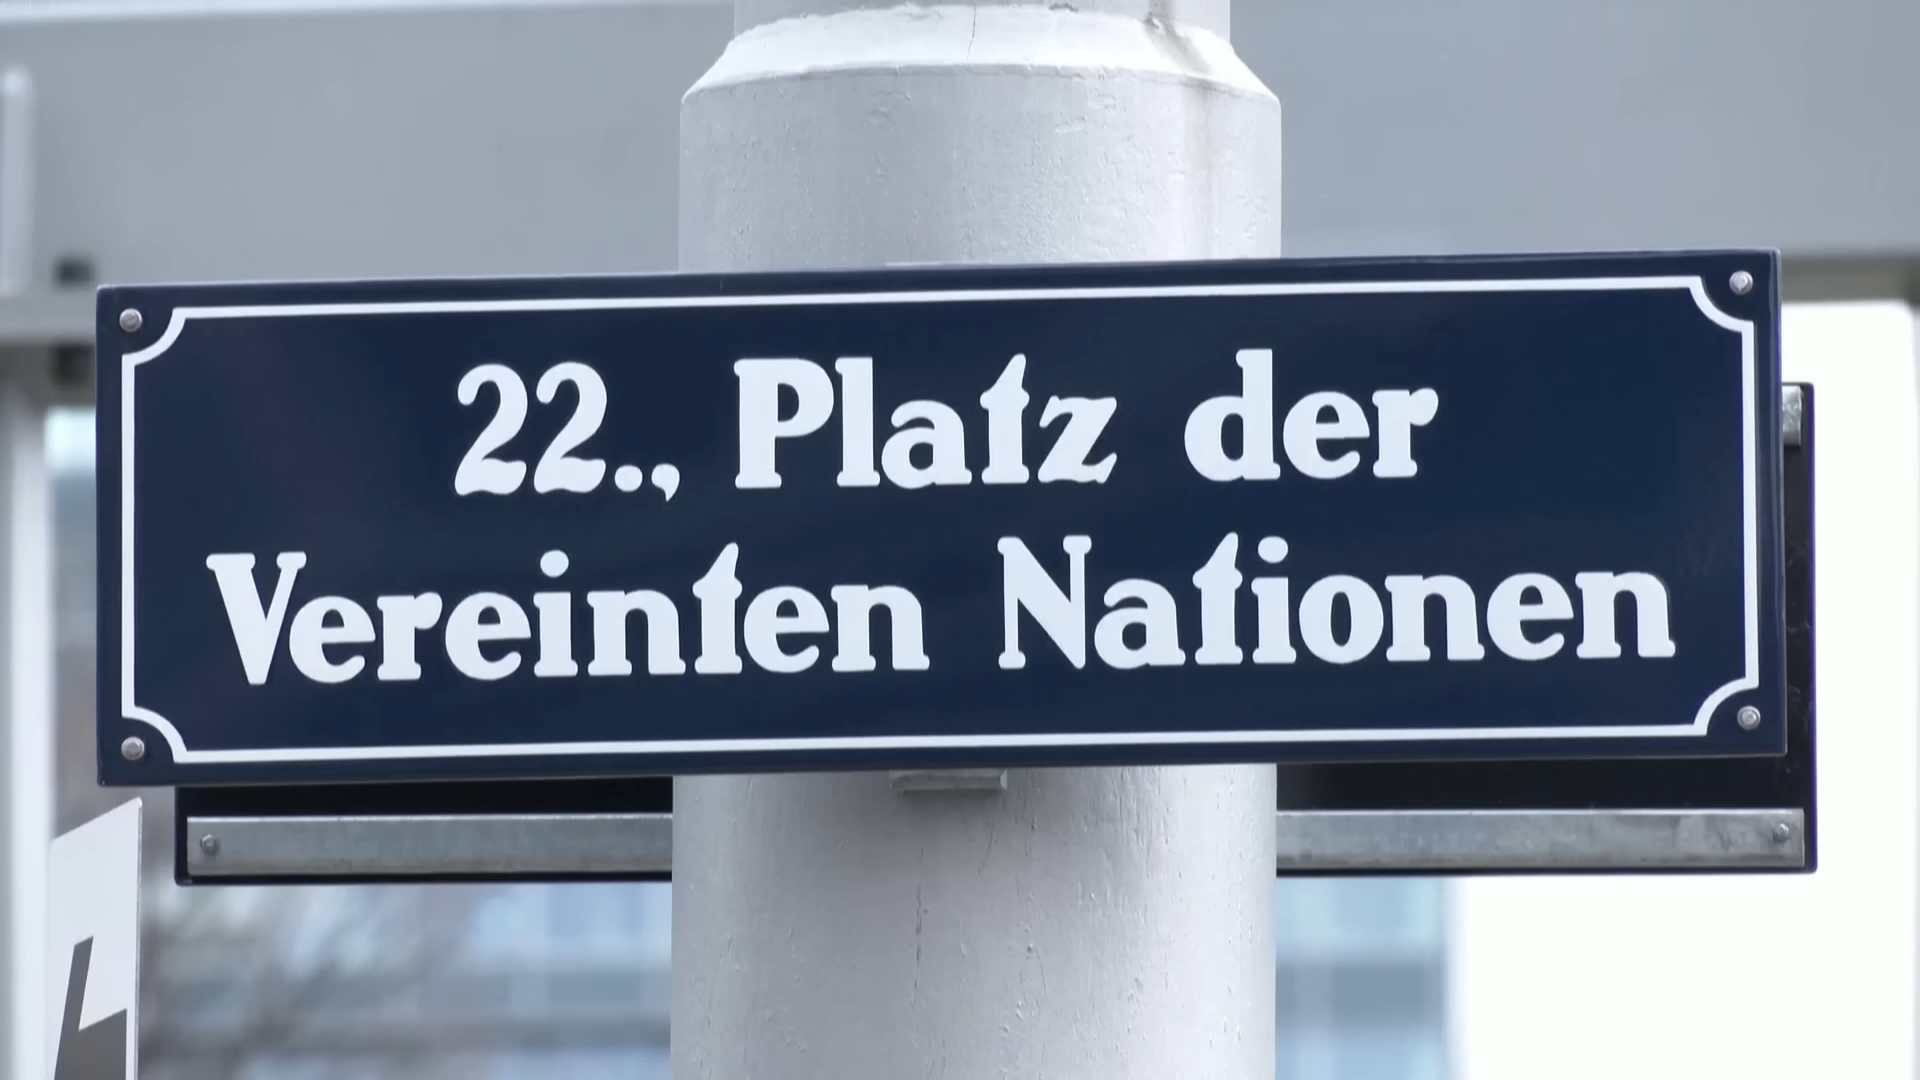 22., Platz der
Vereinten Nationen